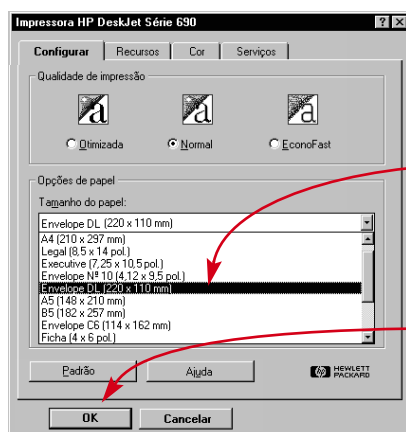 Impressora HP DeskJet Série 690
Configurar Recursos Cor Serviços
Qualidade de impressão
Otimizada Normal EconoFast
Opções de papel
Tamanho do papel:
Envelope DL (220 x 110 mm)
A4 (210 x 297 mm)
Legal (8,5 x 14 pol.)
Executive (7,25 x 10,5 pol.)
Envelope Nº 10 (4,12 x 9,5 pol.)
Envelope DL (220 x 110 mm)
A5 (148 x 210 mm)
B5 (182 x 257 mm)
Envelope C6 (114 x 162 mm)
Ficha (4 x 6 pol.)
Padrão Ajuda hp HEWLETT
PACKARD
OK Cancelar